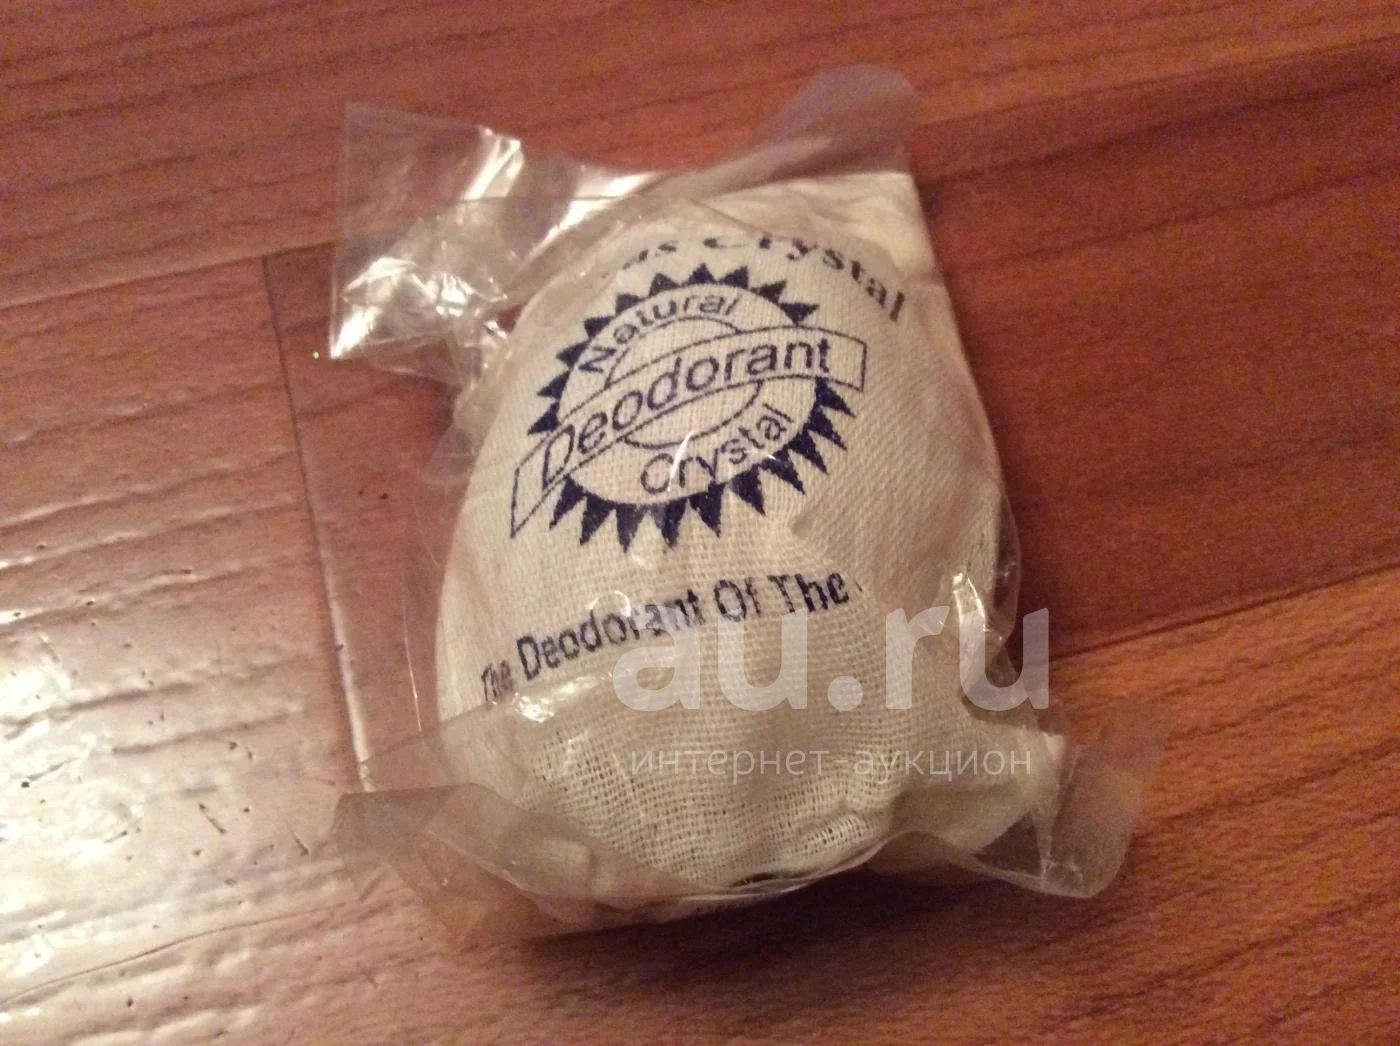 Crystal
Natural
Deodorant
Crystal
The Deodorant Of The
au.ru
интернет-аукцион